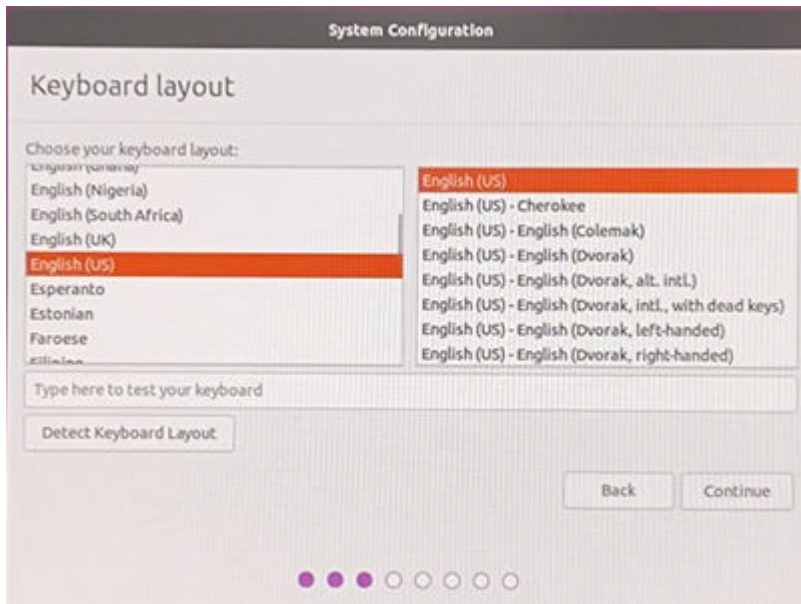 System Configuration
Keyboard layout
Choose your keyboard layout:
English (Ghana)
English (Nigeria)
English (South Africa)
English (UK)
English (US)
Esperanto
Estonian
Faroese
Filipino
English (US)
English (US) - Cherokee
English (US) - English (Colemak)
English (US) - English (Dvorak)
English (US) - English (Dvorak, alt. intl.)
English (US) - English (Dvorak, intl., with dead keys)
English (US) - English (Dvorak, left-handed)
English (US) - English (Dvorak, right-handed)
Type here to test your keyboard
Detect Keyboard Layout
Back
Continue